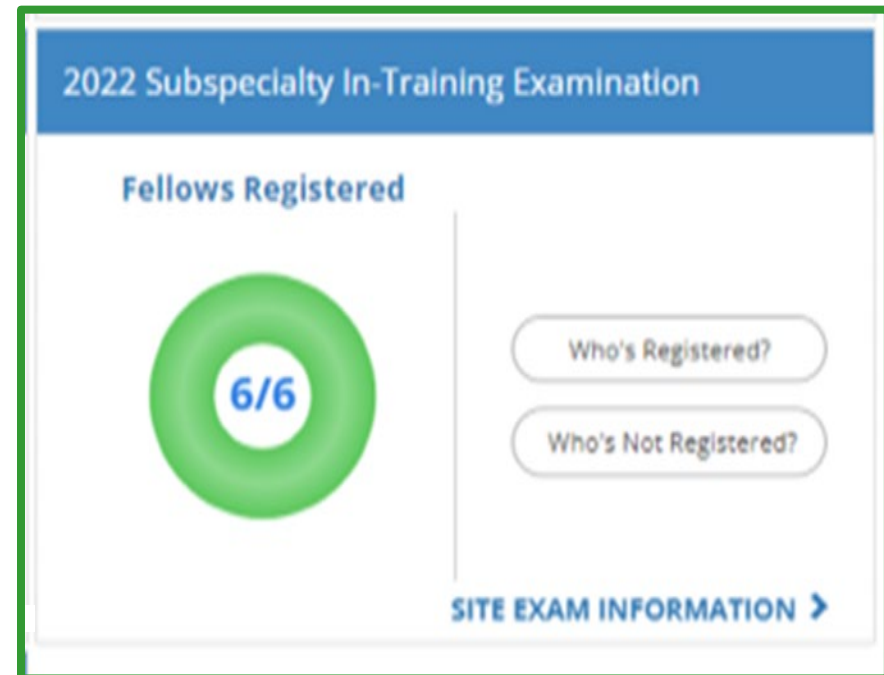 2022 Subspecialty In-Training Examination
Fellows Registered
6/6
Who's Registered?
Who's Not Registered?
SITE EXAM INFORMATION